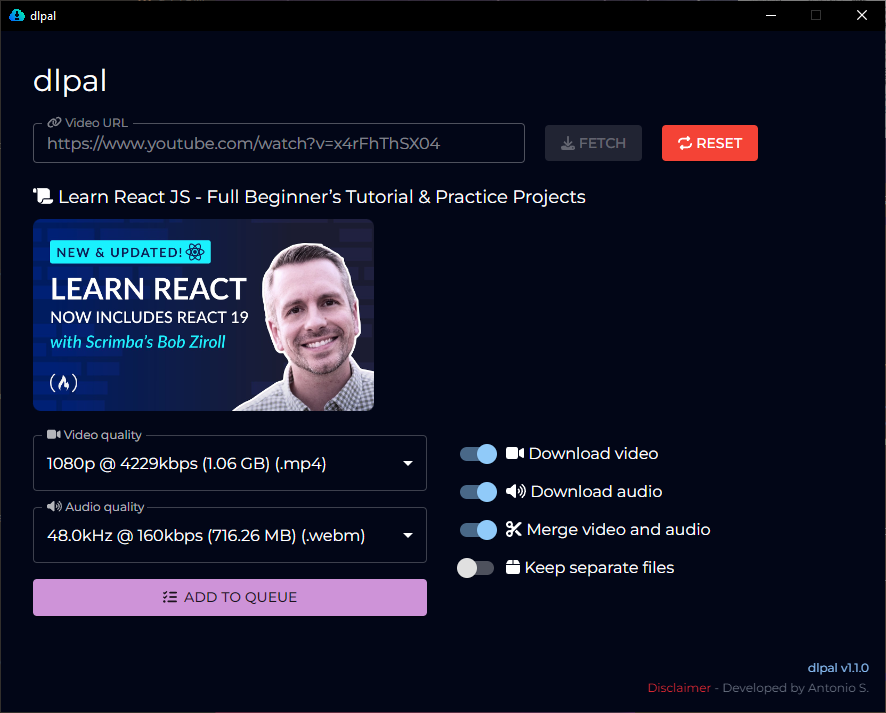 dlpal
dlpal
Video URL
https://www.youtube.com/watch?v=x4rFhThSX04
FETCH
RESET
Learn React JS - Full Beginner’s Tutorial & Practice Projects
NEW & UPDATED!
LEARN REACT
NOW INCLUDES REACT 19
with Scrimba's Bob Ziroll
Video quality
1080p @ 4229kbps (1.06 GB) (.mp4)
Audio quality
48.0kHz @ 160kbps (716.26 MB) (.webm)
ADD TO QUEUE
Download video
Download audio
Merge video and audio
Keep separate files
dlpal v1.1.0
Disclaimer - Developed by Antonio S.